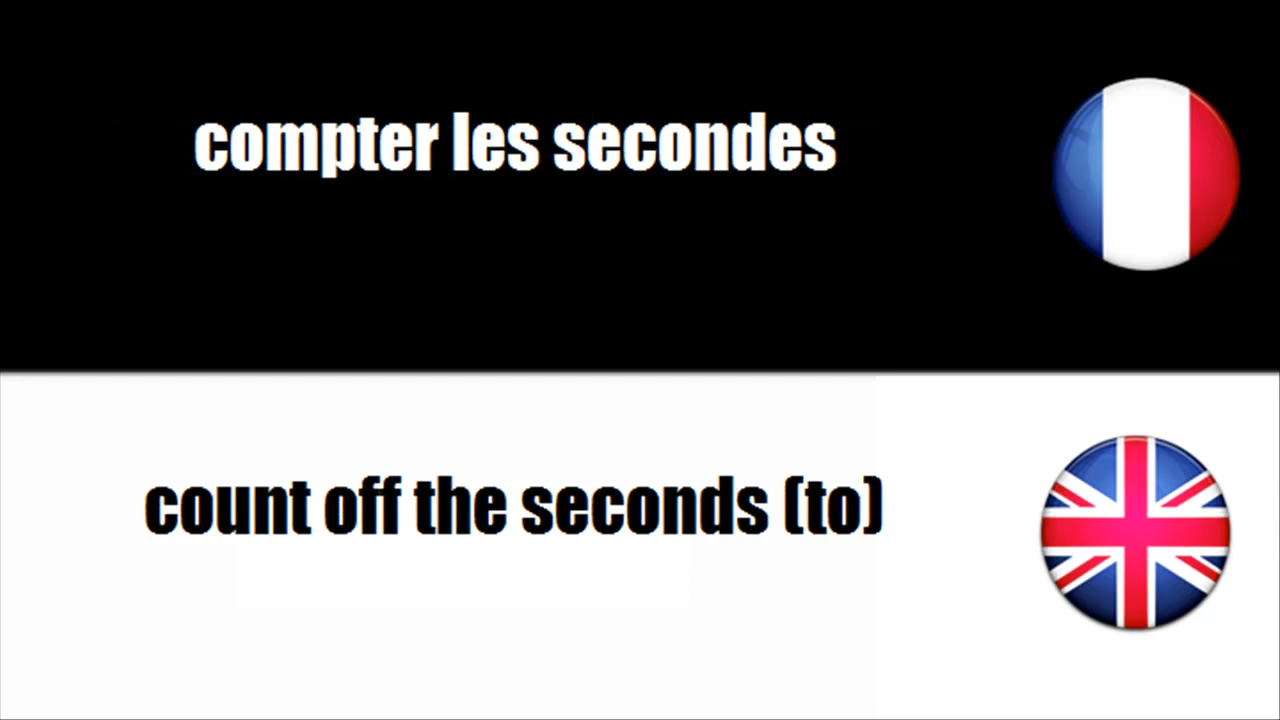 compter les secondes
count off the seconds (to)